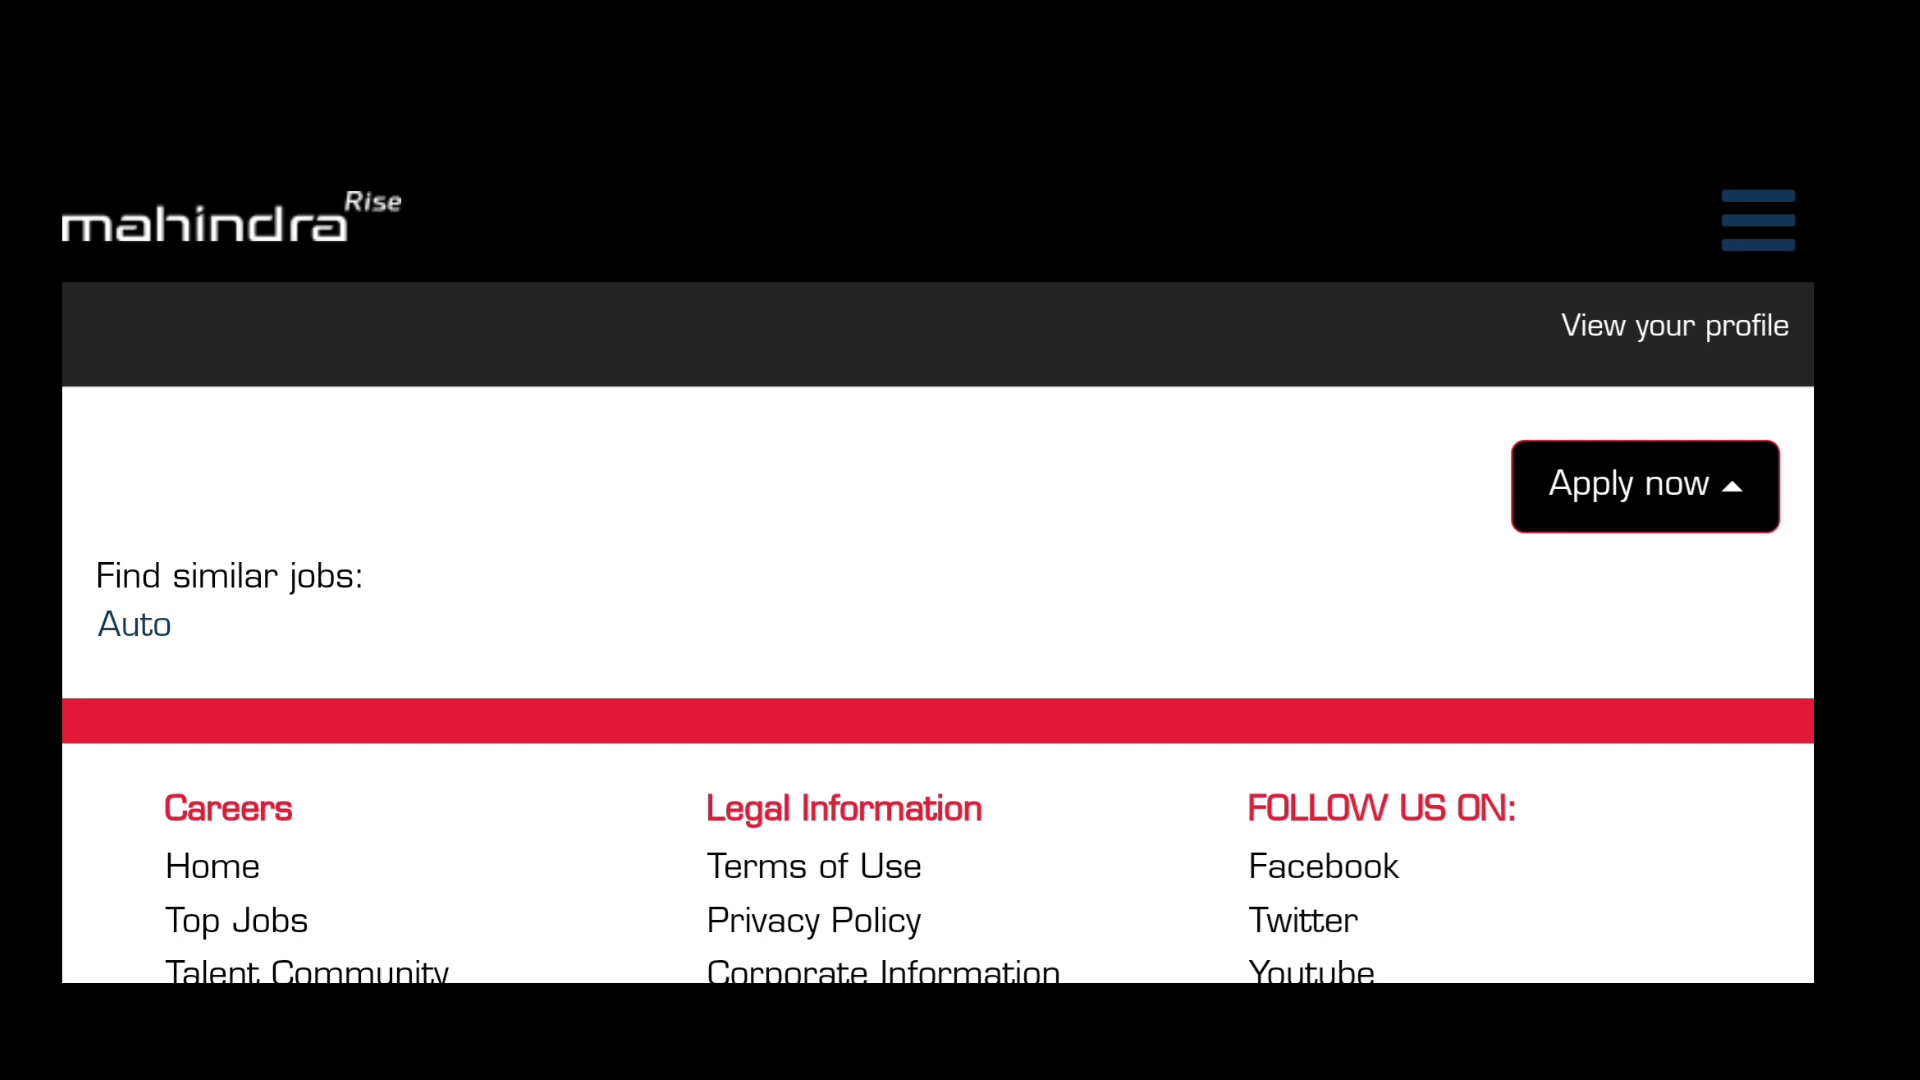 mahindra Rise
View your profile
Apply now
Find similar jobs:
Auto
Careers
Home
Top Jobs
Talent Community
Legal Information
Terms of Use
Privacy Policy
Corporate Information
FOLLOW US ON:
Facebook
Twitter
Youtube